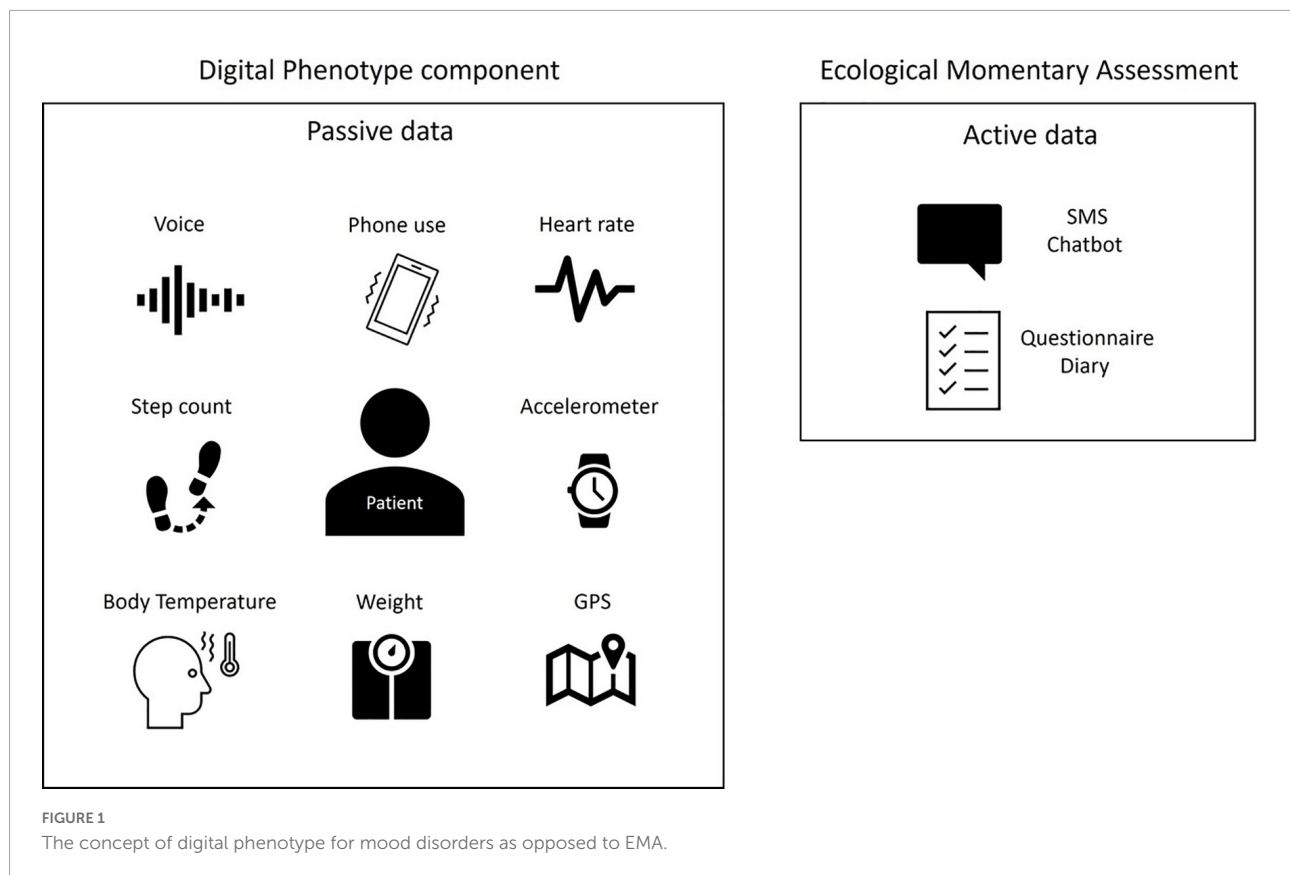 Digital Phenotype component
Passive data
Voice
Phone use
Heart rate
Step count
Patient
Accelerometer
Body Temperature
Weight
GPS
Ecological Momentary Assessment
Active data
SMS
Chatbot
Questionnaire
Diary
FIGURE 1
The concept of digital phenotype for mood disorders as opposed to EMA.